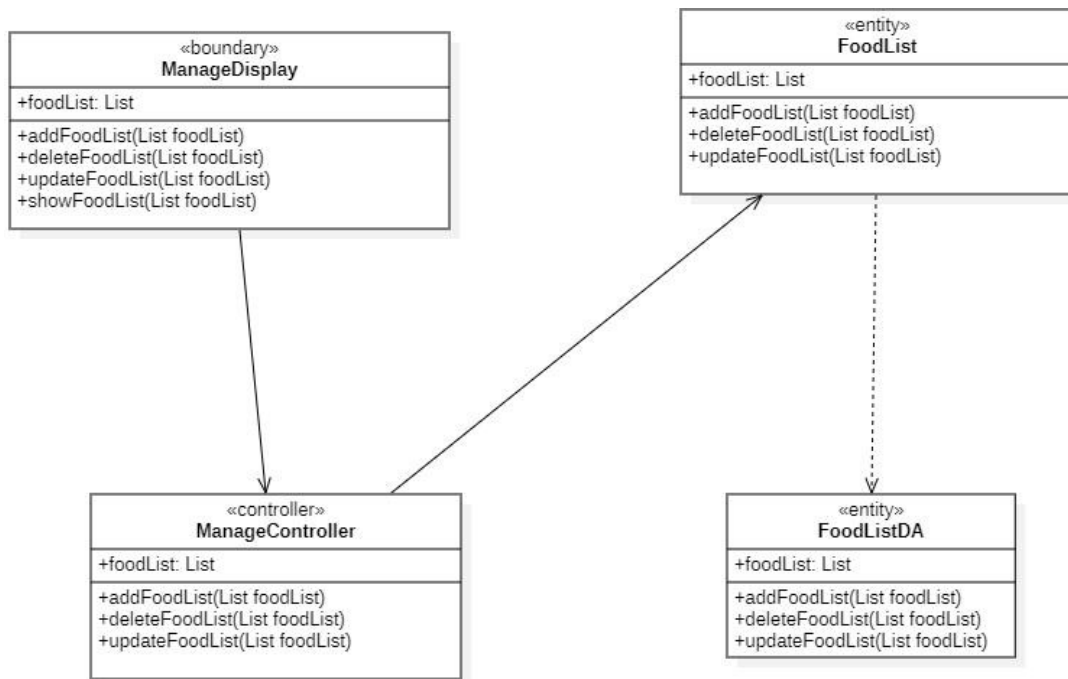 «boundary»
ManageDisplay
+foodList: List
+addFoodList(List foodList)
+deleteFoodList(List foodList)
+updateFoodList(List foodList)
+showFoodList(List foodList)
«entity»
FoodList
+foodList: List
+addFoodList(List foodList)
+deleteFoodList(List foodList)
+updateFoodList(List foodList)
«controller»
ManageController
+foodList: List
+addFoodList(List foodList)
+deleteFoodList(List foodList)
+updateFoodList(List foodList)
«entity»
FoodListDA
+foodList: List
+addFoodList(List foodList)
+deleteFoodList(List foodList)
+updateFoodList(List foodList)